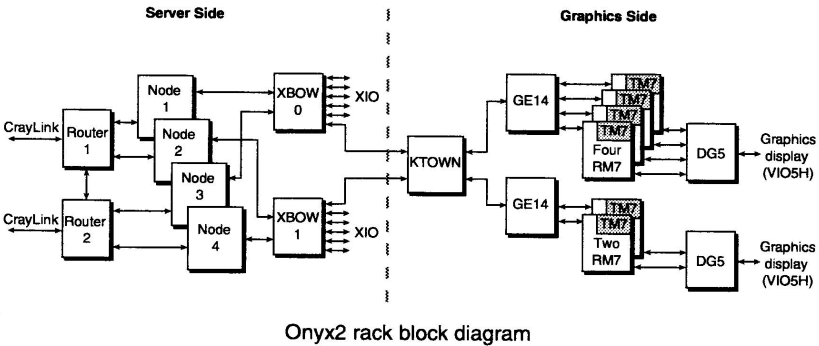 Server Side
Graphics Side
Node
1
XBOW
0
XIO
CrayLink
Router
1
Node
2
Node
3
CrayLink
Router
2
Node
4
XBOW
1
XIO
KTOWN
GE14
TM7
TM7
TM7
TM7
Four
RM7
DG5
Graphics
display
(VIO5H)
GE14
TM7
TM7
Two
RM7
DG5
Graphics
display
(VIO5H)
Onyx2 rack block diagram